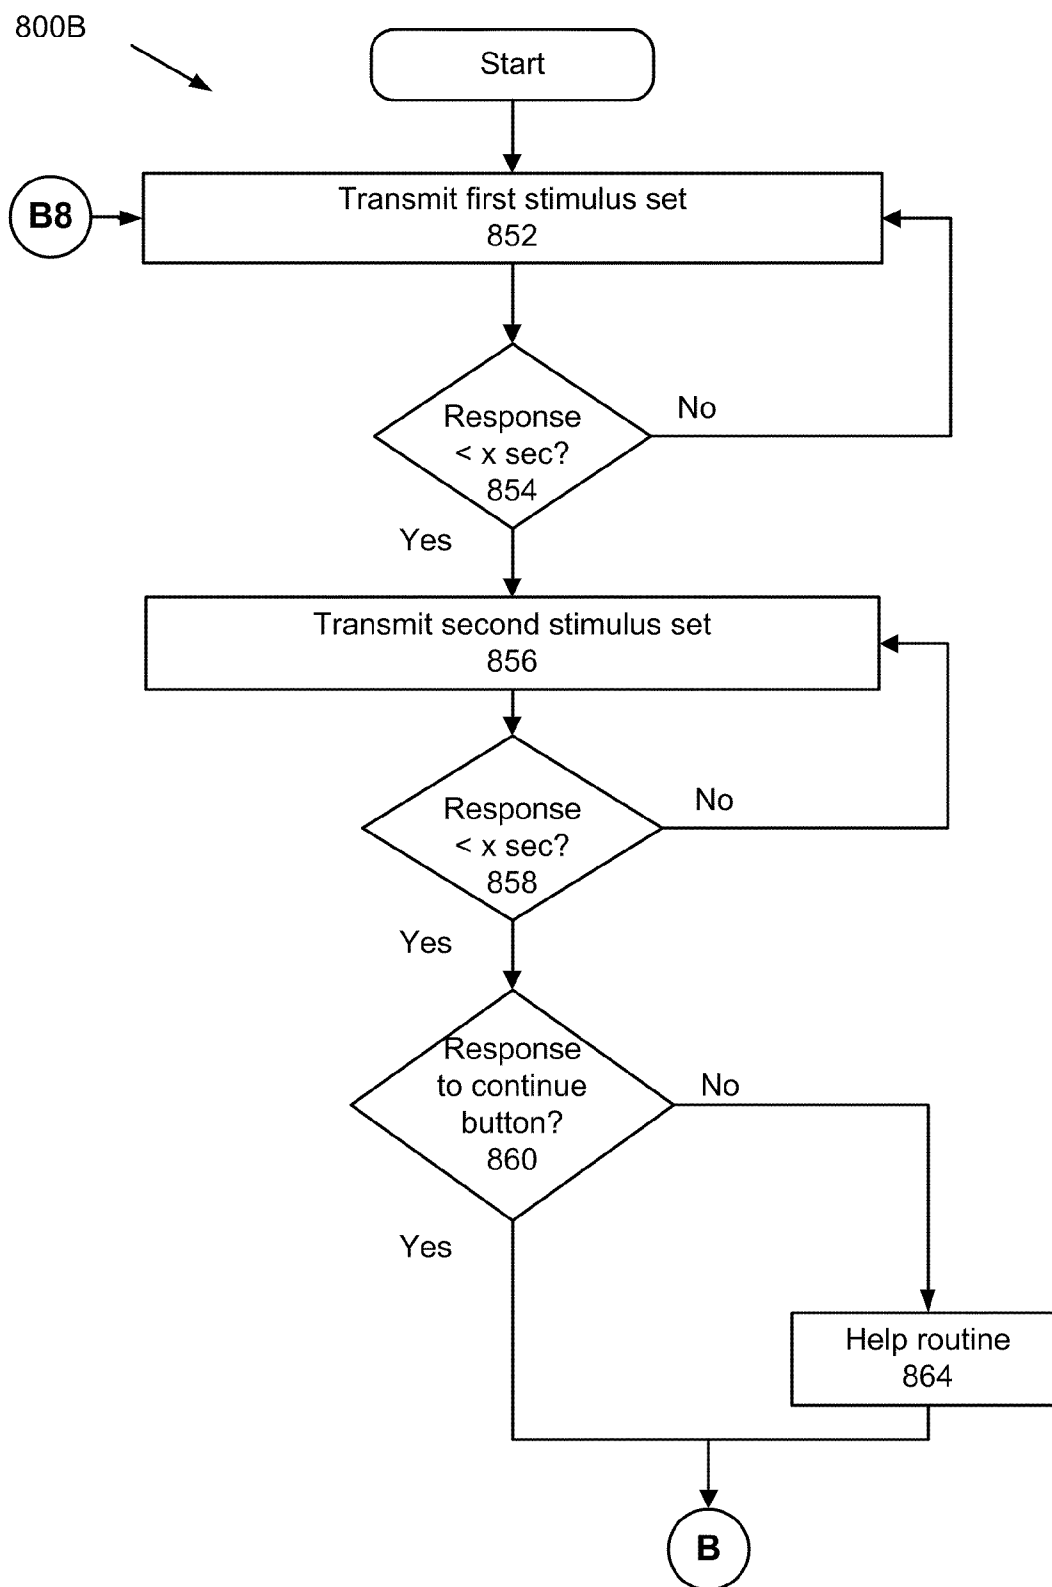 800B
Start
B8
Transmit first stimulus set
852
Response
< x sec?
854
No
Yes
Transmit second stimulus set
856
Response
< x sec?
858
No
Yes
Response
to continue
button?
860
No
Yes
Help routine
864
B